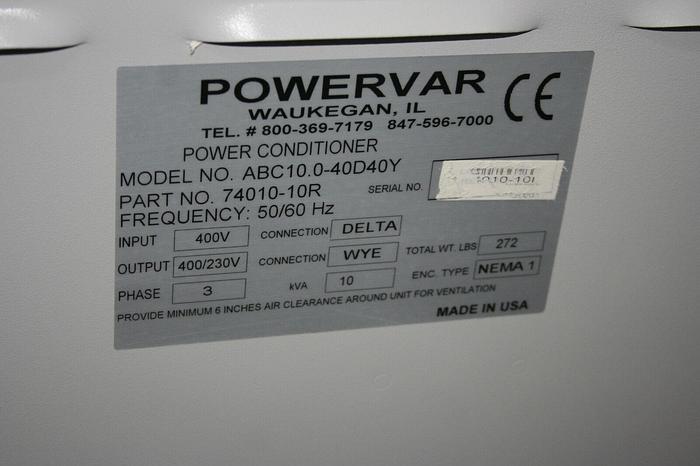 POWERVAR
WAUKEGAN, IL
TEL. # 800-369-7179 847-596-7000
CE
POWER CONDITIONER
MODEL NO. ABC10.0-40D40Y
PART NO. 74010-10R SERIAL NO.
FREQUENCY: 50/60 Hz
INPUT 400V CONNECTION DELTA
OUTPUT 400/230V CONNECTION WYE TOTAL WT. LBS 272
PHASE 3 kVA 10 ENC. TYPE NEMA 1
PROVIDE MINIMUM 6 INCHES AIR CLEARANCE AROUND UNIT FOR VENTILATION
MADE IN USA